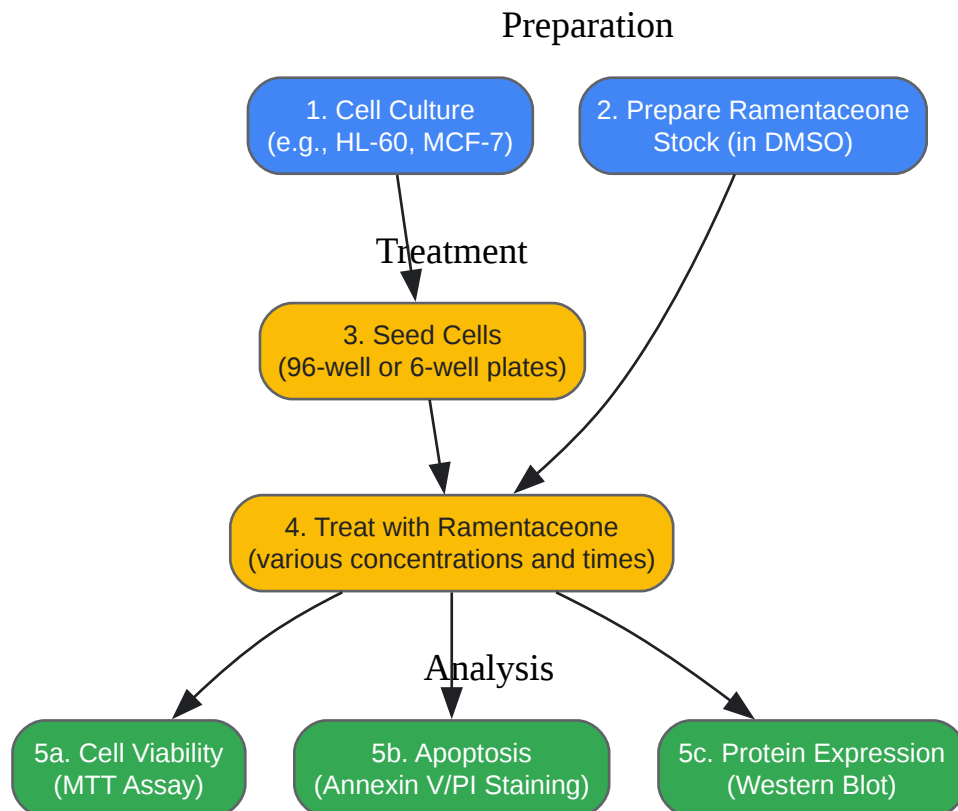 Preparation
1. Cell Culture
(e.g., HL-60, MCF-7)
2. Prepare Ramentaceone
Stock (in DMSO)
Treatment
3. Seed Cells
(96-well or 6-well plates)
4. Treat with Ramentaceone
(various concentrations and times)
Analysis
5a. Cell Viability
(MTT Assay)
5b. Apoptosis
(Annexin V/PI Staining)
5c. Protein Expression
(Western Blot)